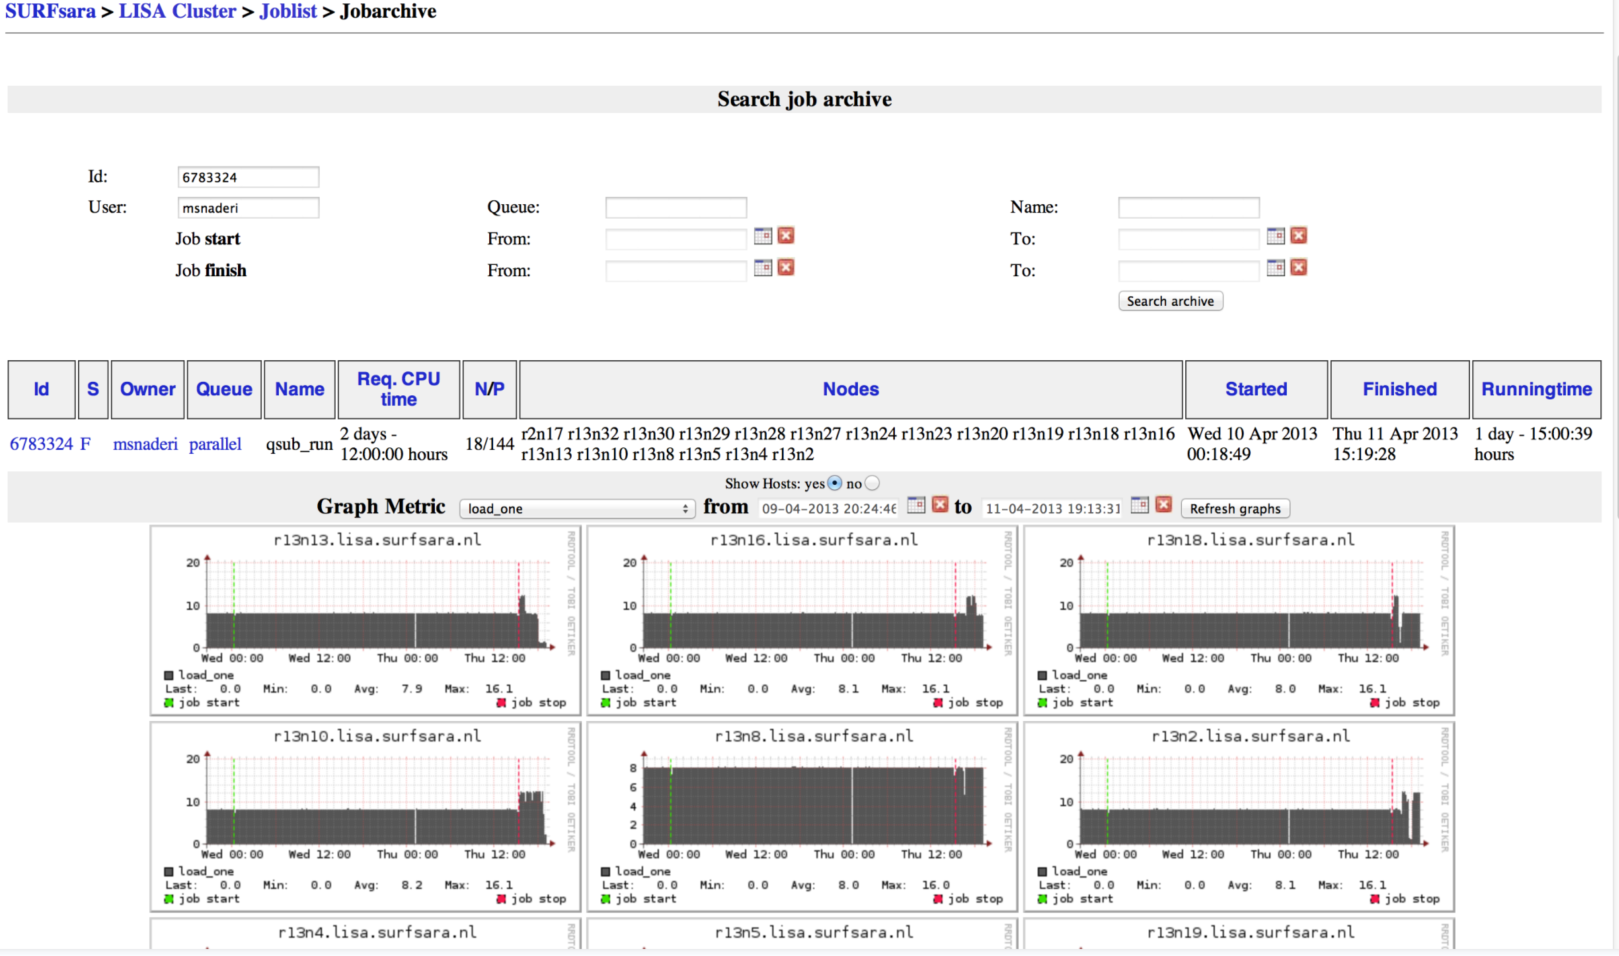 SURFsara > LISA Cluster > Joblist > Jobarchive
Search job archive
Id: 6783324
User: msnaderi Queue: Name:
Job start From: To:
Job finish From: To:
Search archive
Id S Owner Queue Name Req. CPU time N/P Nodes Started Finished Runningtime
6783324 F msnaderi parallel qsub_run 2 days - 12:00:00 hours 18/144 r2n17 r13n32 r13n30 r13n29 r13n28 r13n27 r13n24 r13n23 r13n20 r13n19 r13n18 r13n16 r13n13 r13n10 r13n8 r13n5 r13n4 r13n2 Wed 10 Apr 2013 00:18:49 Thu 11 Apr 2013 15:19:28 1 day - 15:00:39 hours
Show Hosts: yes no
Graph Metric load_one from 09-04-2013 20:24:46 to 11-04-2013 19:13:31 Refresh graphs
r13n13.lisa.surfsara.nl
20
10
0
Wed 00:00 Wed 12:00 Thu 00:00 Thu 12:00
load_one
Last: 0.0 Min: 0.0 Avg: 7.9 Max: 16.1
job start job stop
RRDTOOL / TOBI OETIKER
r13n16.lisa.surfsara.nl
20
10
0
Wed 00:00 Wed 12:00 Thu 00:00 Thu 12:00
load_one
Last: 0.0 Min: 0.0 Avg: 8.1 Max: 16.1
job start job stop
RRDTOOL / TOBI OETIKER
r13n18.lisa.surfsara.nl
20
10
0
Wed 00:00 Wed 12:00 Thu 00:00 Thu 12:00
load_one
Last: 0.0 Min: 0.0 Avg: 8.0 Max: 16.1
job start job stop
RRDTOOL / TOBI OETIKER
r13n10.lisa.surfsara.nl
20
10
0
Wed 00:00 Wed 12:00 Thu 00:00 Thu 12:00
load_one
Last: 0.0 Min: 0.0 Avg: 8.2 Max: 16.1
job start job stop
RRDTOOL / TOBI OETIKER
r13n8.lisa.surfsara.nl
8
6
4
2
0
Wed 00:00 Wed 12:00 Thu 00:00 Thu 12:00
load_one
Last: 0.0 Min: 0.0 Avg: 8.0 Max: 16.0
job start job stop
RRDTOOL / TOBI OETIKER
r13n2.lisa.surfsara.nl
20
10
0
Wed 00:00 Wed 12:00 Thu 00:00 Thu 12:00
load_one
Last: 0.0 Min: 0.0 Avg: 8.1 Max: 16.1
job start job stop
RRDTOOL / TOBI OETIKER
r13n4.lisa.surfsara.nl
r13n5.lisa.surfsara.nl
r13n19.lisa.surfsara.nl